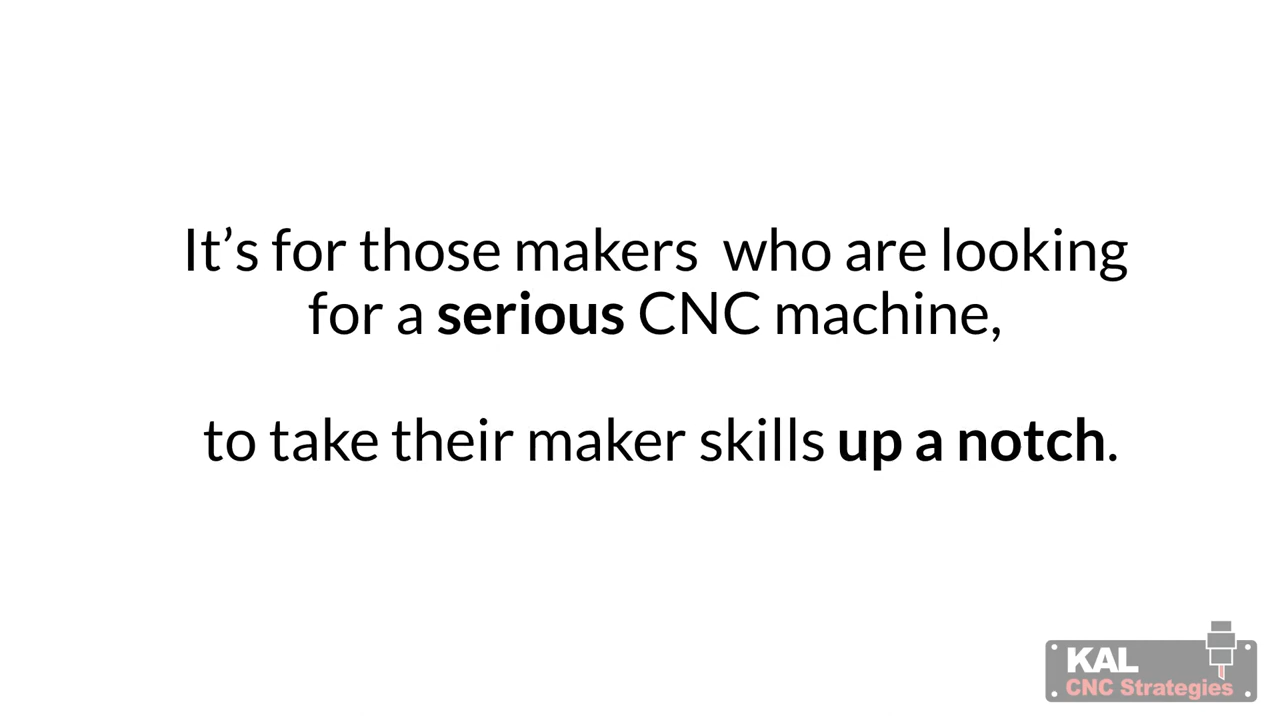 It’s for those makers  who are looking
for a serious CNC machine,
to take their maker skills up a notch.
KAL
CNC Strategies